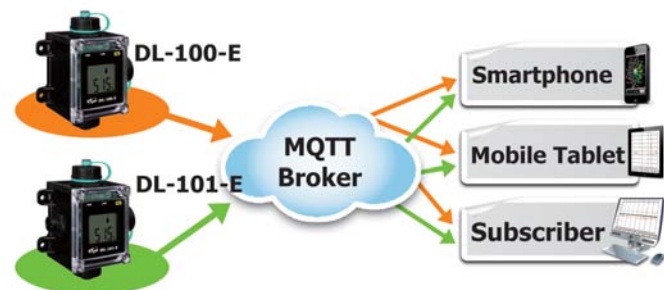 DL-100-E
DL-101-E
MQTT
Broker
Smartphone
Mobile Tablet
Subscriber